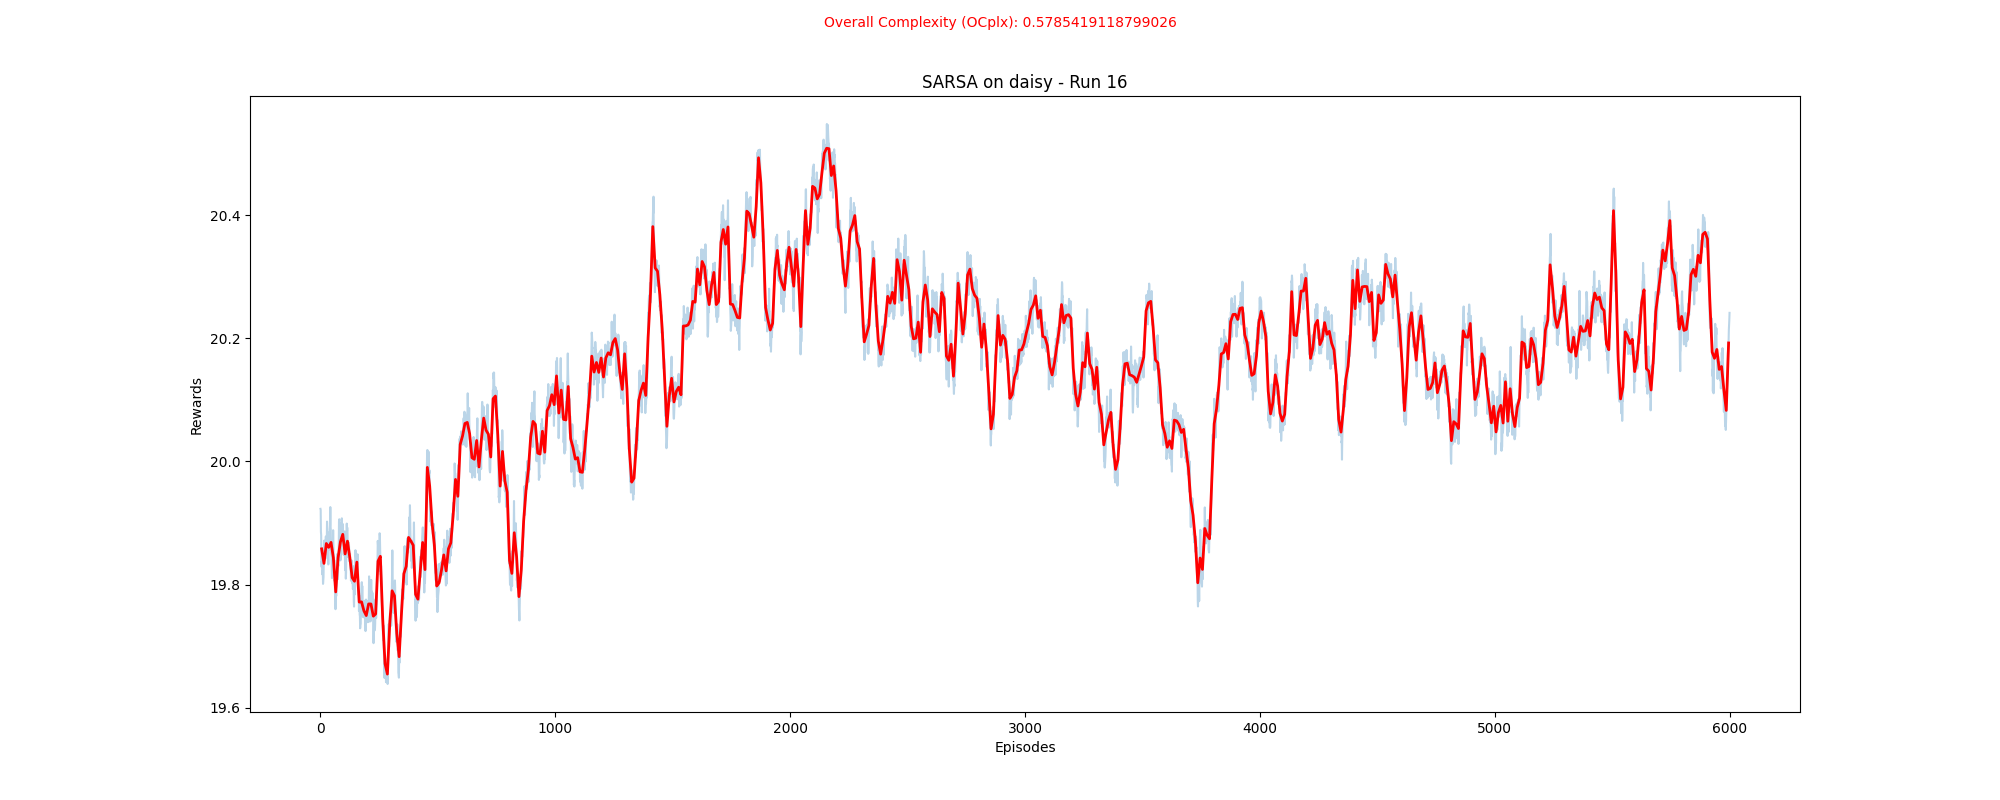 Overall Complexity (OCplx): 0.5785419118799026
SARSA on daisy - Run 16
Rewards
20.4
20.2
20.0
19.8
19.6
0 1000 2000 3000 4000 5000 6000
Episodes